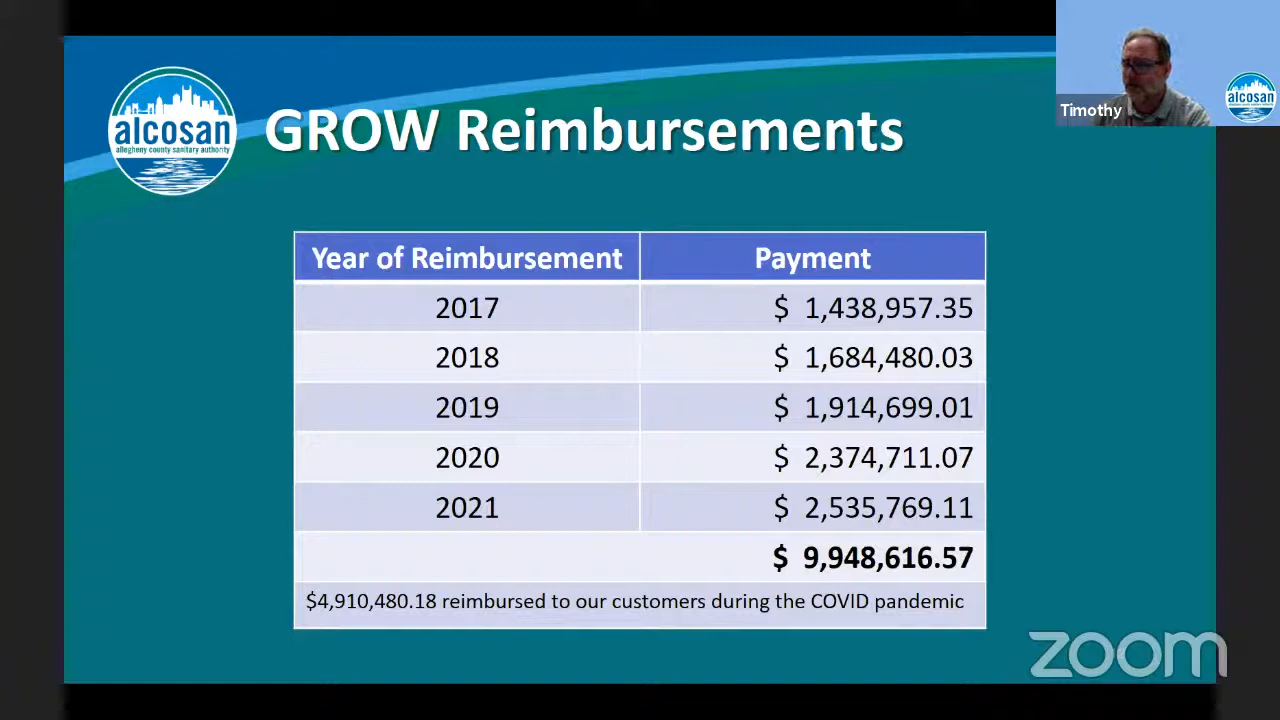 alcosan
allegheny county sanitary authority
GROW Reimbursements
Timothy
alcosan
Year of Reimbursement Payment
2017 $ 1,438,957.35
2018 $ 1,684,480.03
2019 $ 1,914,699.01
2020 $ 2,374,711.07
2021 $ 2,535,769.11
$ 9,948,616.57
$4,910,480.18 reimbursed to our customers during the COVID pandemic
zoom